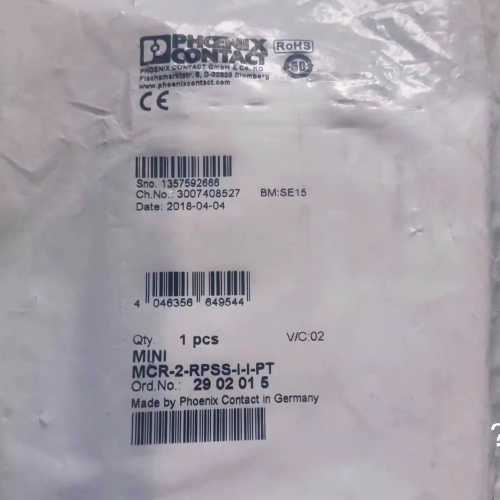 PHOENIX
CONTACT
RoHS
50
PHOENIX CONTACT GmbH & Co. KG
Flachsmarktstr. 8, D-32825 Blomberg
www.phoenixcontact.com
CE
Sno. 1357592666
Ch.No.: 3007408527 BM:SE15
Date: 2018-04-04
4 046356 649544
Qty. 1 pcs V/C:02
MINI
MCR-2-RPSS-I-I-PT
Ord.No.: 29 02 01 5
Made by Phoenix Contact in Germany
?